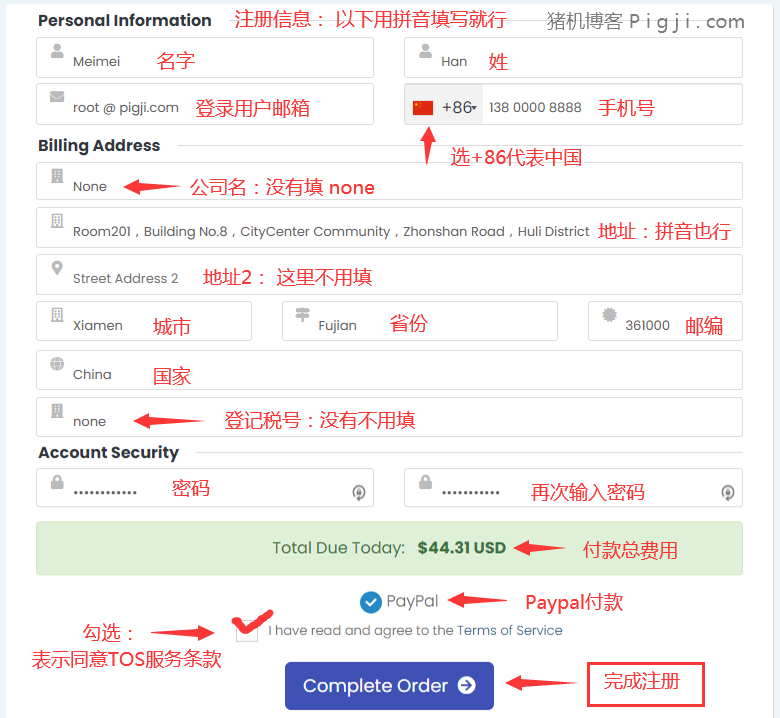 Personal Information 注册信息： 以下用拼音填写就行 猪机博客 Pigji.com
Meimei 名字 Han 姓
root @ pigji.com 登录用户邮箱 +86 138 0000 8888 手机号
Billing Address 选+86代表中国
None 公司名：没有填 none
Room201，Building No.8，CityCenter Community，Zhonshan Road，Huli District 地址：拼音也行
Street Address 2 地址2： 这里不用填
Xiamen 城市 Fujian 省份 361000 邮编
China 国家
none 登记税号：没有不用填
Account Security
•••••••••••• 密码 ••••••••••• 再次输入密码
Total Due Today: $44.31 USD 付款总费用
PayPal Paypal付款
勾选： I have read and agree to the Terms of Service
表示同意TOS服务条款
Complete Order 完成注册